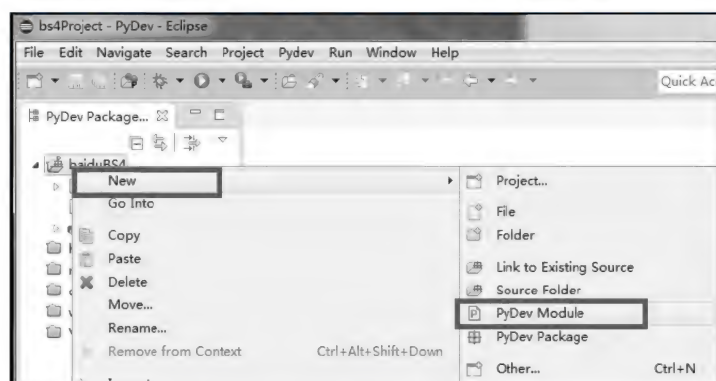 bs4Project - PyDev - Eclipse
File Edit Navigate Search Project Pydev Run Window Help
Quick Ac
PyDev Package...
baiduBS4
New
Go Into
Copy
Paste
Delete
Move...
Rename...
Remove from Context Ctrl+Alt+Shift+Down
Project...
File
Folder
Link to Existing Source
Source Folder
PyDev Module
PyDev Package
Other... Ctrl+N